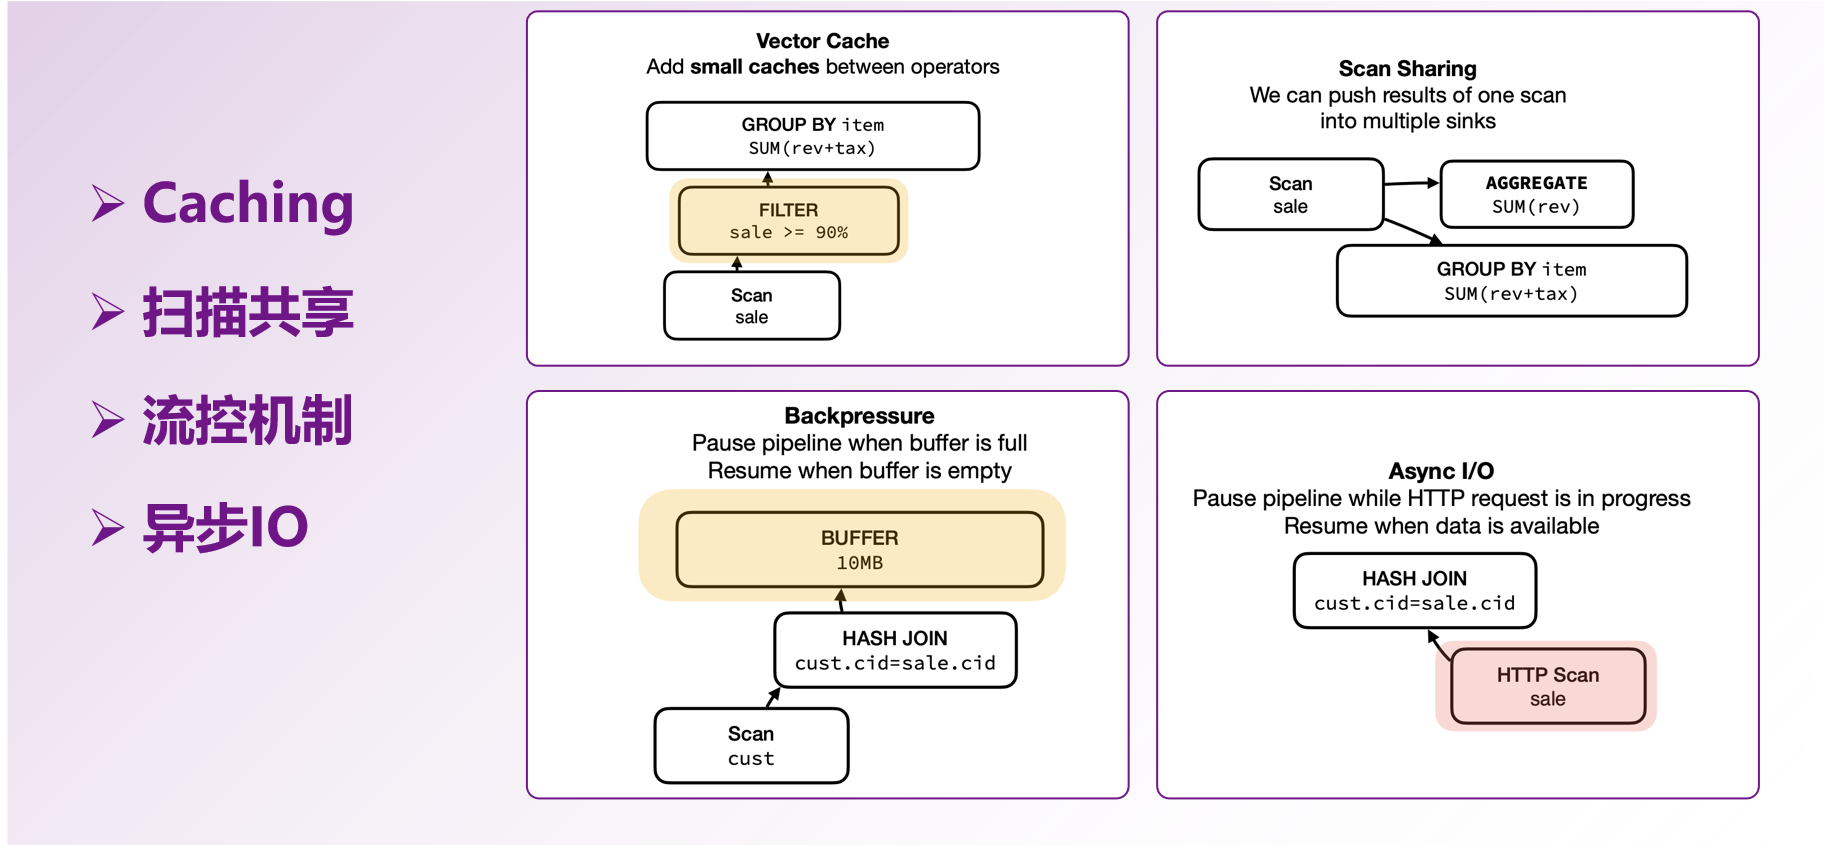 Caching
扫描共享
流控机制
异步IO
Vector Cache
Add small caches between operators
GROUP BY item
SUM(rev+tax)
FILTER
sale >= 90%
Scan
sale
Scan Sharing
We can push results of one scan
into multiple sinks
Scan
sale
AGGREGATE
SUM(rev)
GROUP BY item
SUM(rev+tax)
Backpressure
Pause pipeline when buffer is full
Resume when buffer is empty
BUFFER
10MB
HASH JOIN
cust.cid=sale.cid
Scan
cust
Async I/O
Pause pipeline while HTTP request is in progress
Resume when data is available
HASH JOIN
cust.cid=sale.cid
HTTP Scan
sale